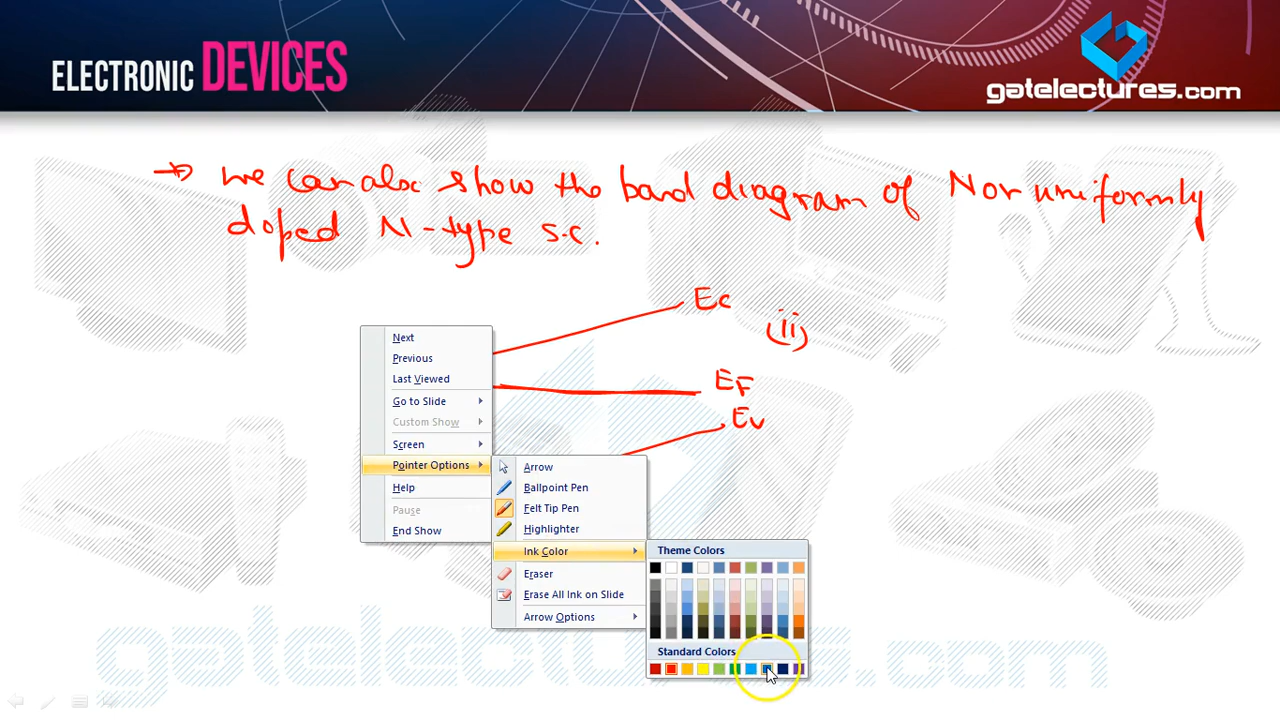 ELECTRONIC DEVICES
gatelectures.com
→ we can also show the band diagram of Non uniformly
doped N-type s.c.
Ec
(ii)
EF
Ev
Next
Previous
Last Viewed
Go to Slide
Custom Show
Screen
Pointer Options
Help
Pause
End Show
Arrow
Ballpoint Pen
Felt Tip Pen
Highlighter
Ink Color
Eraser
Erase All Ink on Slide
Arrow Options
Theme Colors
Standard Colors
gatelectures.com